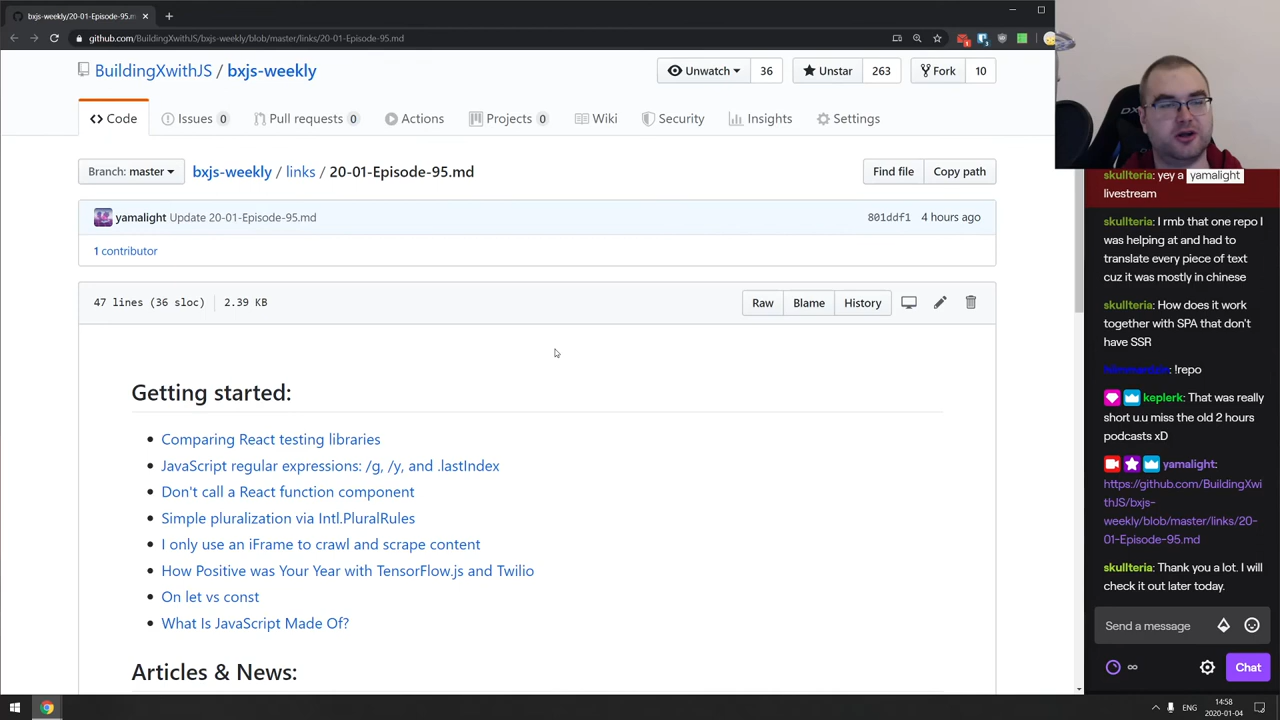 bxjs-weekly/20-01-Episode-95.m
github.com/BuildingXwithJS/bxjs-weekly/blob/master/links/20-01-Episode-95.md
BuildingXwithJS / bxjs-weekly
Unwatch 36 Unstar 263 Fork 10
Code Issues 0 Pull requests 0 Actions Projects 0 Wiki Security Insights Settings
Branch: master bxjs-weekly / links / 20-01-Episode-95.md Find file Copy path
yamalight Update 20-01-Episode-95.md 801ddf1 4 hours ago
1 contributor
47 lines (36 sloc) 2.39 KB Raw Blame History
Getting started:
Comparing React testing libraries
JavaScript regular expressions: /g, /y, and .lastIndex
Don't call a React function component
Simple pluralization via Intl.PluralRules
I only use an iFrame to crawl and scrape content
How Positive was Your Year with TensorFlow.js and Twilio
On let vs const
What Is JavaScript Made Of?
Articles & News:
skullteria: yey a yamalight
livestream
skullteria: I rmb that one repo I
was helping at and had to
translate every piece of text
cuz it was mostly in chinese
skullteria: How does it work
together with SPA that don't
have SSR
: !repo
keplerk: That was really
short u.u miss the old 2 hours
podcasts xD
yamalight:
https://github.com/BuildingXwi
thJS/bxjs-
weekly/blob/master/links/20-
01-Episode-95.md
skullteria: Thank you a lot. I will
check it out later today.
Send a message
∞ Chat
ENG 14:58
2020-01-04